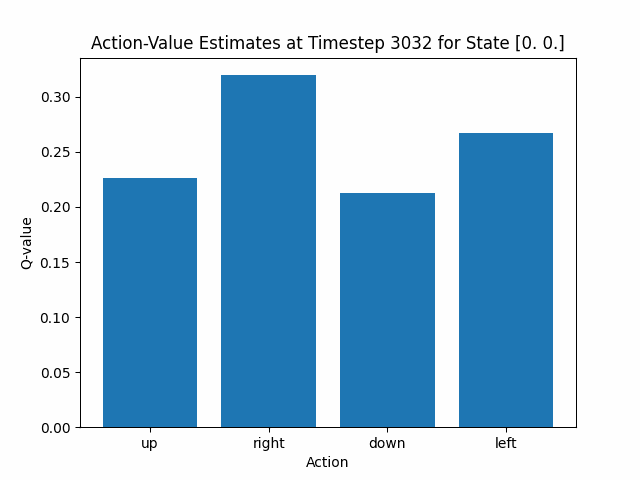 Action-Value Estimates at Timestep 3032 for State [0. 0.]
0.30
0.25
0.20
0.15
0.10
0.05
0.00
Q-value
up right down left
Action